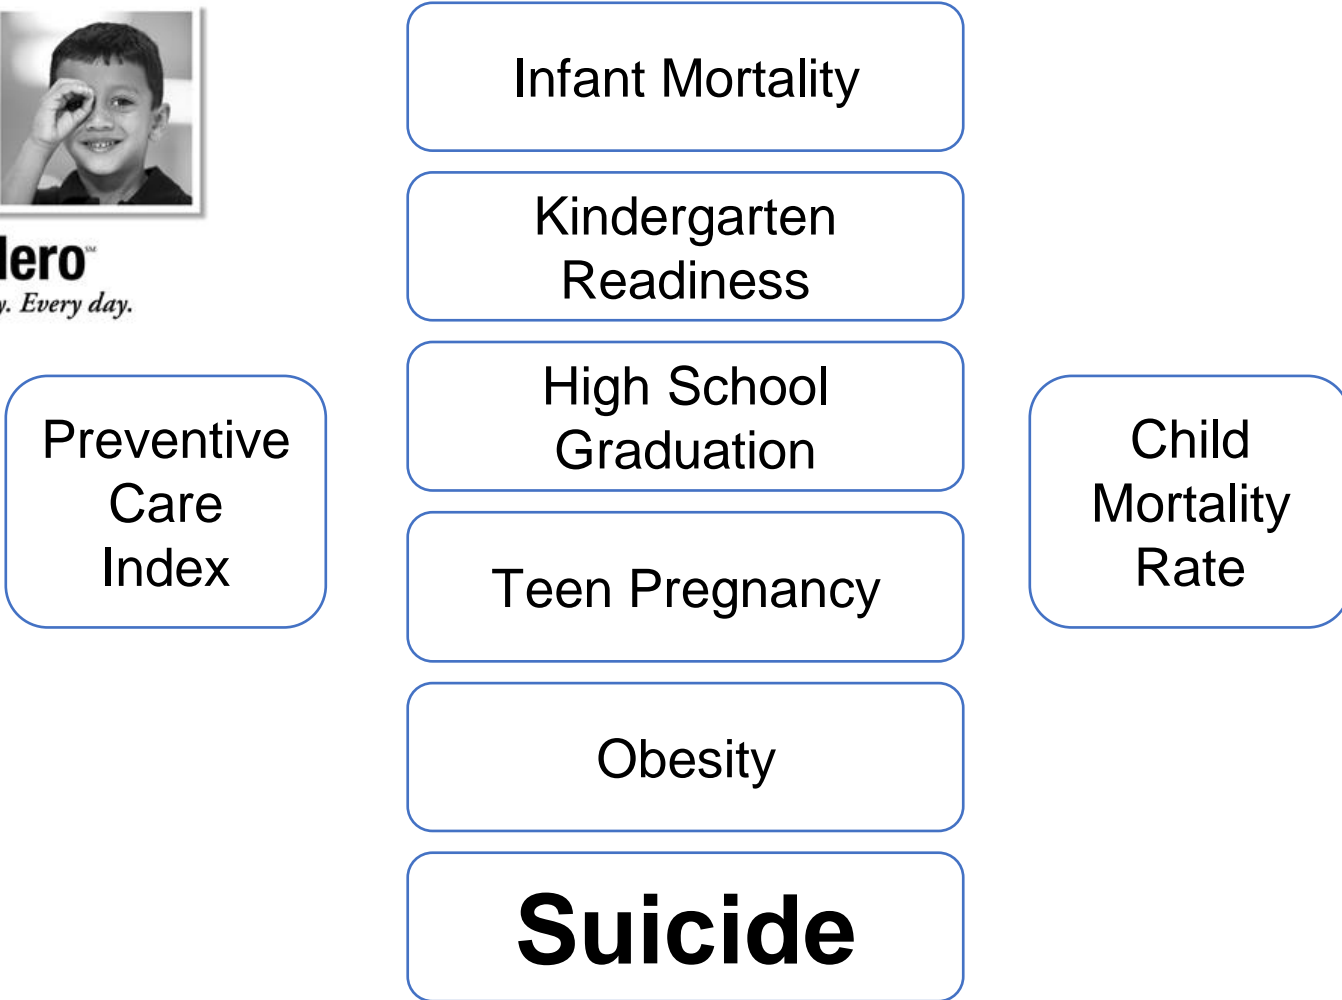 Infant Mortality
Kindergarten
Readiness
High School
Graduation
Teen Pregnancy
Obesity
Suicide
Preventive
Care
Index
Child
Mortality
Rate
Every day.